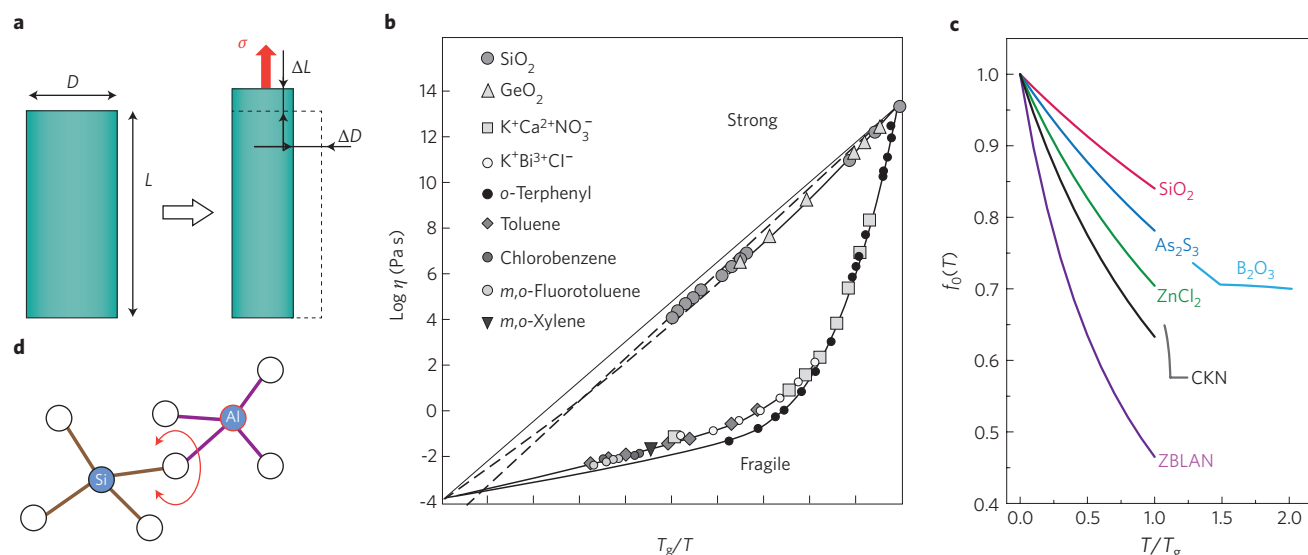 a
D
L
σ
ΔL
ΔD
b
SiO₂
GeO₂
K⁺Ca²⁺NO₃⁻
K⁺Bi³⁺Cl⁻
o-Terphenyl
Toluene
Chlorobenzene
m,o-Fluorotoluene
m,o-Xylene
Strong
Fragile
Log η (Pa s)
14
12
10
8
6
4
2
0
-2
-4
Tg/T
c
f₀(T)
1.0
0.9
0.8
0.7
0.6
0.5
0.4
SiO₂
As₂S₃
B₂O₃
ZnCl₂
CKN
ZBLAN
0.0 0.5 1.0 1.5 2.0
T/Tg
d
Si
Al